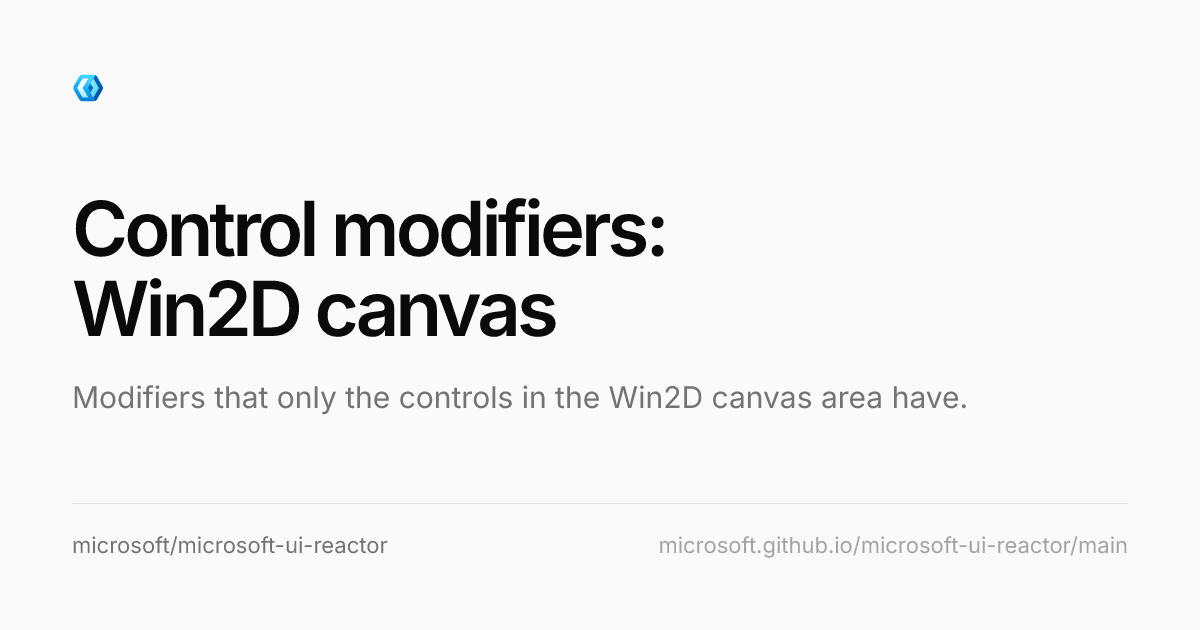 Control modifiers:
Win2D canvas
Modifiers that only the controls in the Win2D canvas area have.
microsoft/microsoft-ui-reactor
microsoft.github.io/microsoft-ui-reactor/main